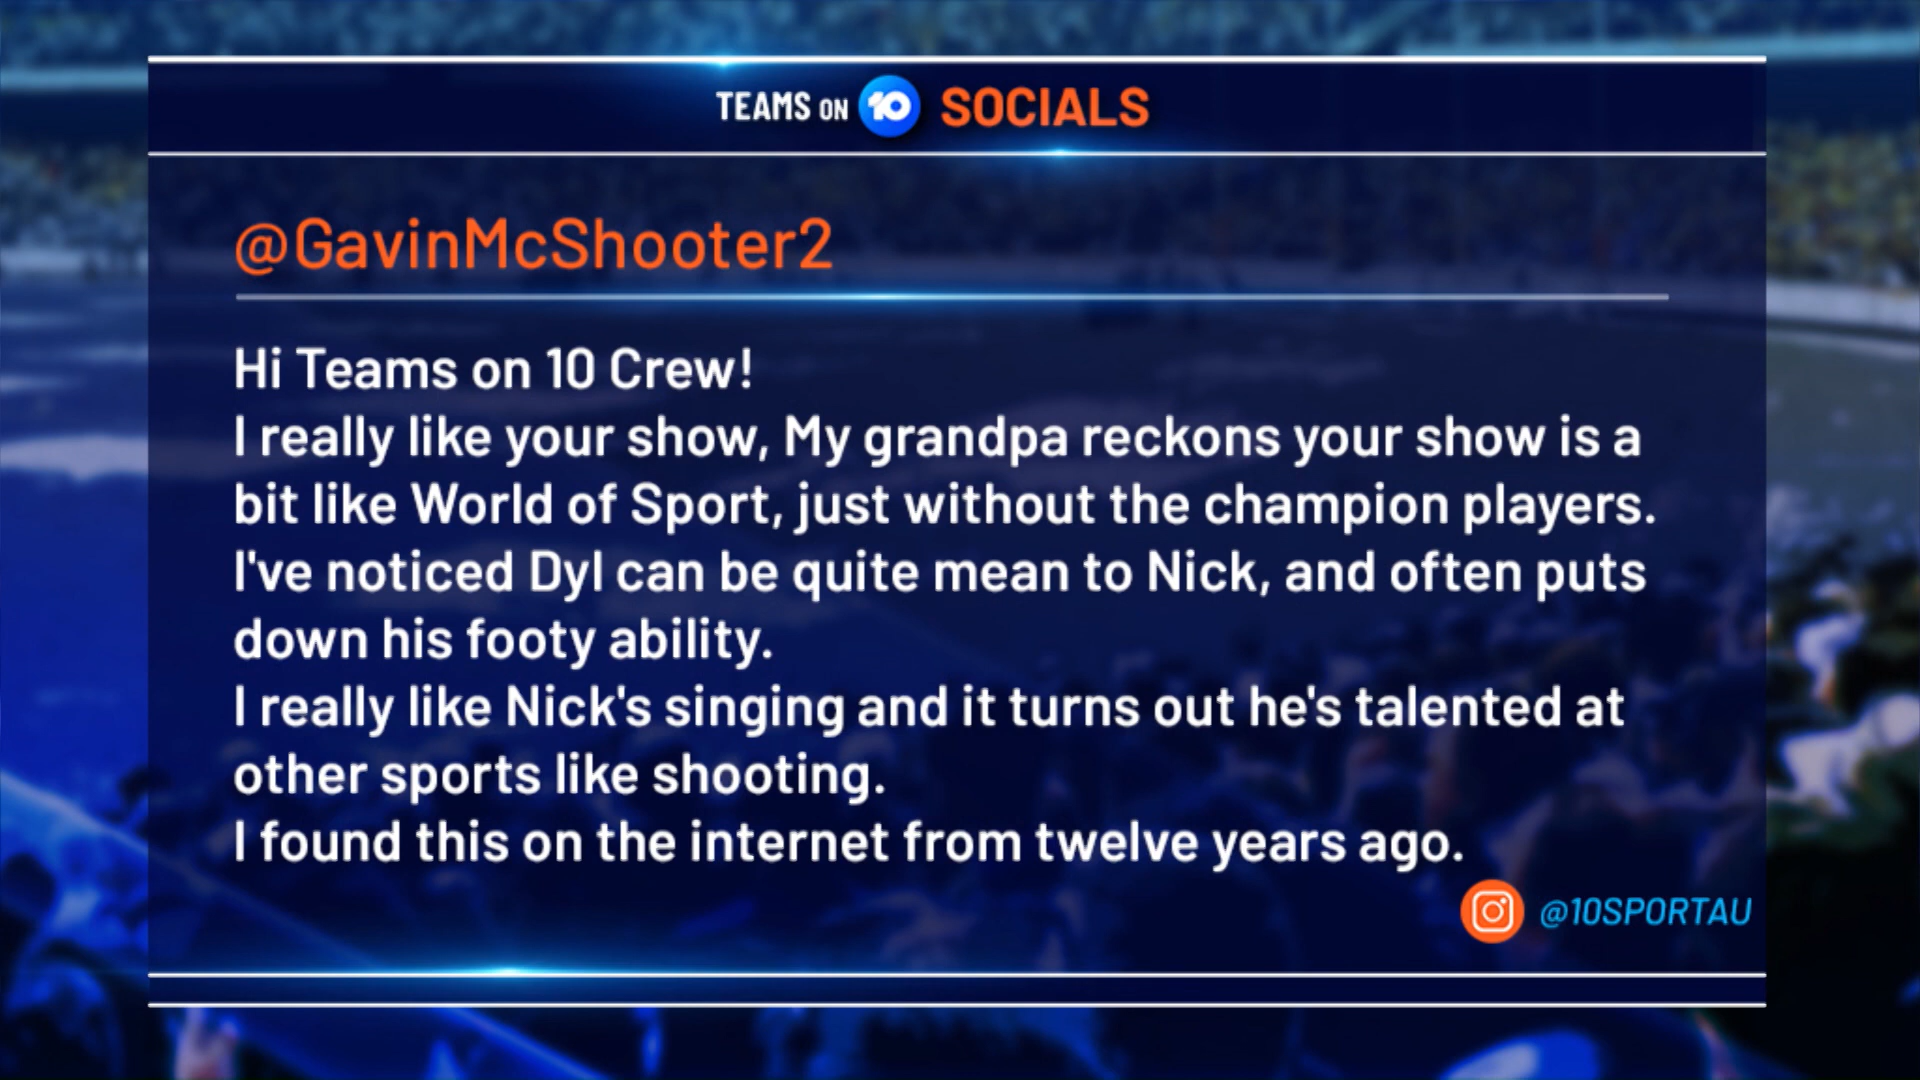 TEAMS ON 10 SOCIALS
@GavinMcShooter2
Hi Teams on 10 Crew!
I really like your show, My grandpa reckons your show is a
bit like World of Sport, just without the champion players.
I've noticed Dyl can be quite mean to Nick, and often puts
down his footy ability.
I really like Nick's singing and it turns out he's talented at
other sports like shooting.
I found this on the internet from twelve years ago.
@10SPORTAU